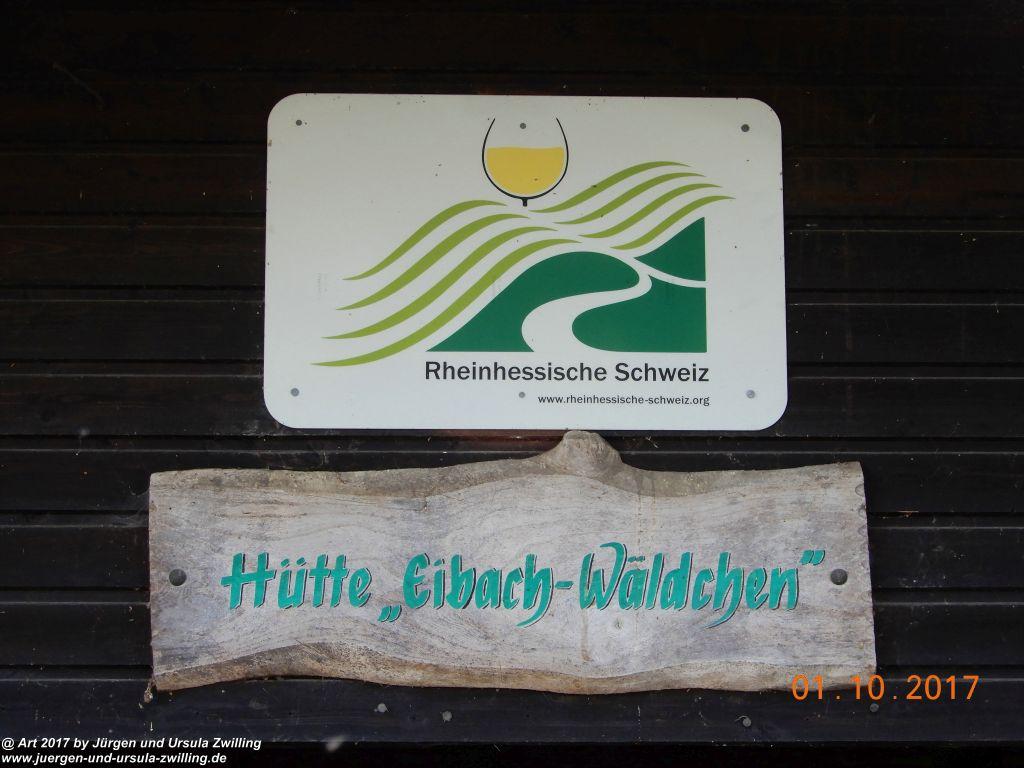 Rheinhessische Schweiz
www.rheinhessische-schweiz.org
Hütte „Eibach-Wäldchen”
01.10.2017
@ Art 2017 by Jürgen und Ursula Zwilling
www.juergen-und-ursula-zwilling.de